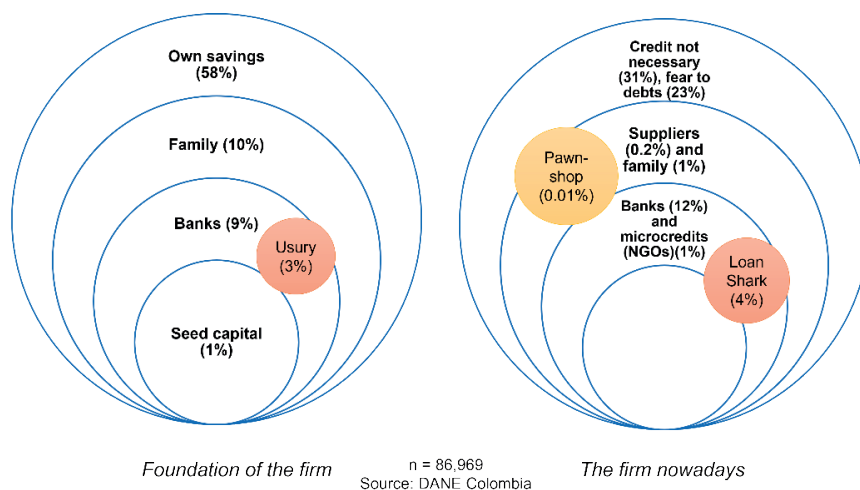 Own savings
(58%)
Family (10%)
Banks (9%)
Usury
(3%)
Seed capital
(1%)
Credit not
necessary
(31%), fear to
debts (23%)
Suppliers
(0.2%) and
family (1%)
Pawn-
shop
(0.01%)
Banks (12%)
and
microcredits
(NGOs)(1%)
Loan
Shark
(4%)
Foundation of the firm
n = 86,969
Source: DANE Colombia
The firm nowadays